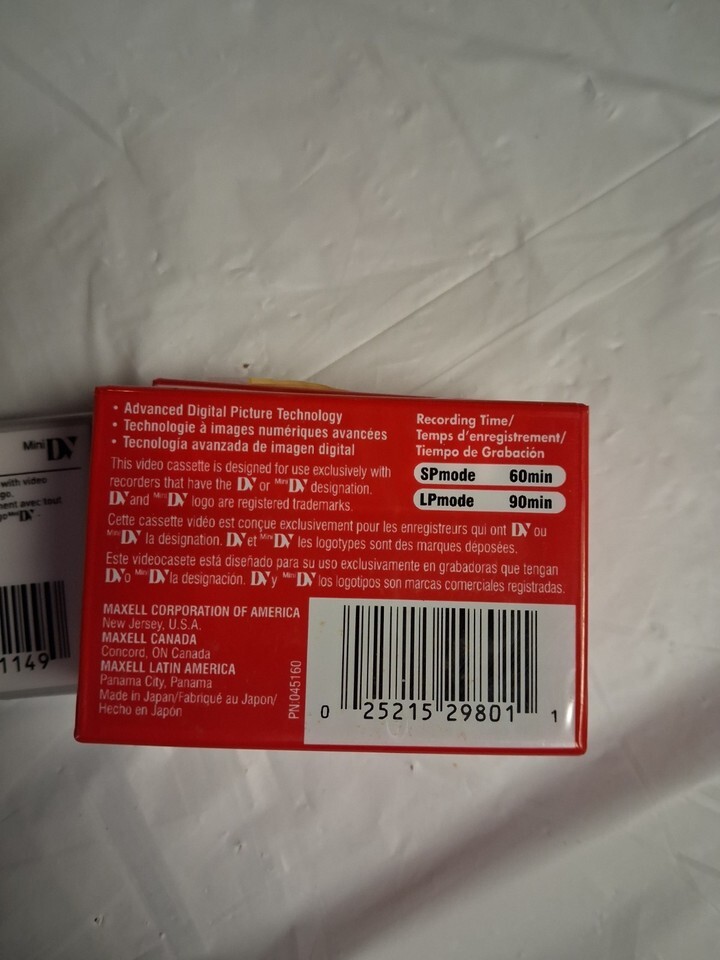 • Advanced Digital Picture Technology
• Technologie à images numériques avancées
• Tecnología avanzada de imagen digital
This video cassette is designed for use exclusively with
recorders that have the DV or Mini DV designation.
DV and Mini DV logo are registered trademarks.
Cette cassette vidéo est conçue exclusivement pour les enregistreurs qui ont DV ou
Mini DV la désignation. DV et Mini DV les logotypes sont des marques déposées.
Este videocasete está diseñado para su uso exclusivamente en grabadoras que tengan
DV o Mini DV la designación. DV y Mini DV los logotipos son marcas comerciales registradas.
Recording Time/
Temps d'enregistrement/
Tiempo de Grabación
SPmode 60min
LPmode 90min
MAXELL CORPORATION OF AMERICA
New Jersey, U.S.A.
MAXELL CANADA
Concord, ON Canada
MAXELL LATIN AMERICA
Panama City, Panama
Made in Japan/Fabriqué au Japon/
Hecho en Japón
PN.045160
0 25215 29801 1
Mini DV
with video
avec tout
Mini DV
1149